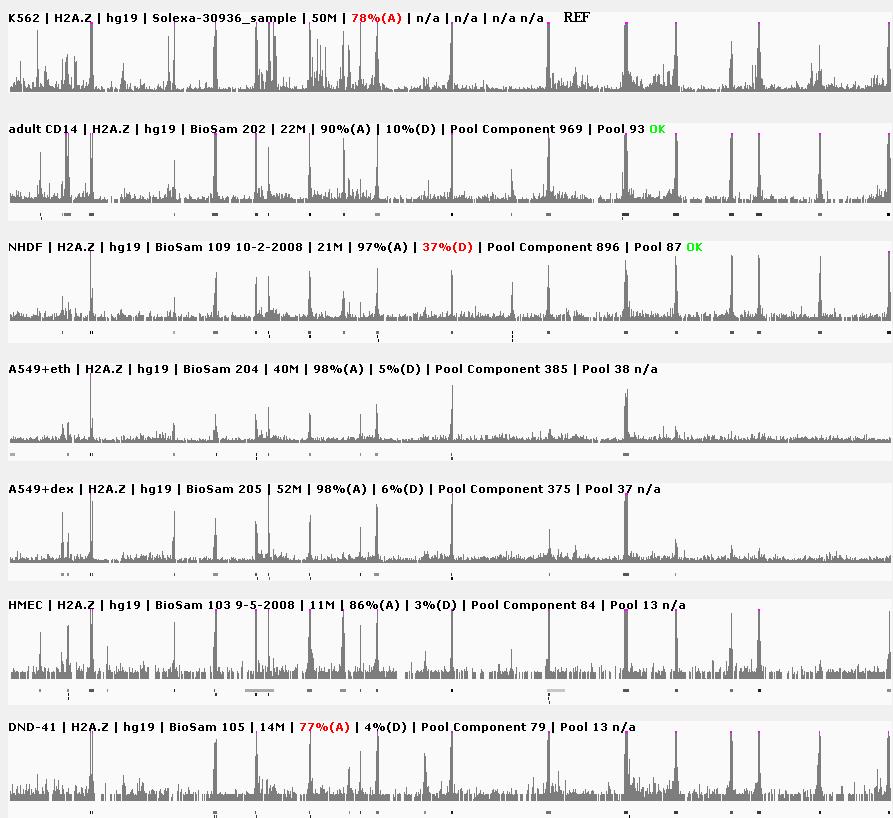 K562 | H2A.Z | hg19 | Solexa-30936_sample | 50M | 78%(A) | n/a | n/a | n/a n/a REF
adult CD14 | H2A.Z | hg19 | BioSam 202 | 22M | 90%(A) | 10%(D) | Pool Component 969 | Pool 93 OK
NHDF | H2A.Z | hg19 | BioSam 109 10-2-2008 | 21M | 97%(A) | 37%(D) | Pool Component 896 | Pool 87 OK
A549+eth | H2A.Z | hg19 | BioSam 204 | 40M | 98%(A) | 5%(D) | Pool Component 385 | Pool 38 n/a
A549+dex | H2A.Z | hg19 | BioSam 205 | 52M | 98%(A) | 6%(D) | Pool Component 375 | Pool 37 n/a
HMEC | H2A.Z | hg19 | BioSam 103 9-5-2008 | 11M | 86%(A) | 3%(D) | Pool Component 84 | Pool 13 n/a
DND-41 | H2A.Z | hg19 | BioSam 105 | 14M | 77%(A) | 4%(D) | Pool Component 79 | Pool 13 n/a